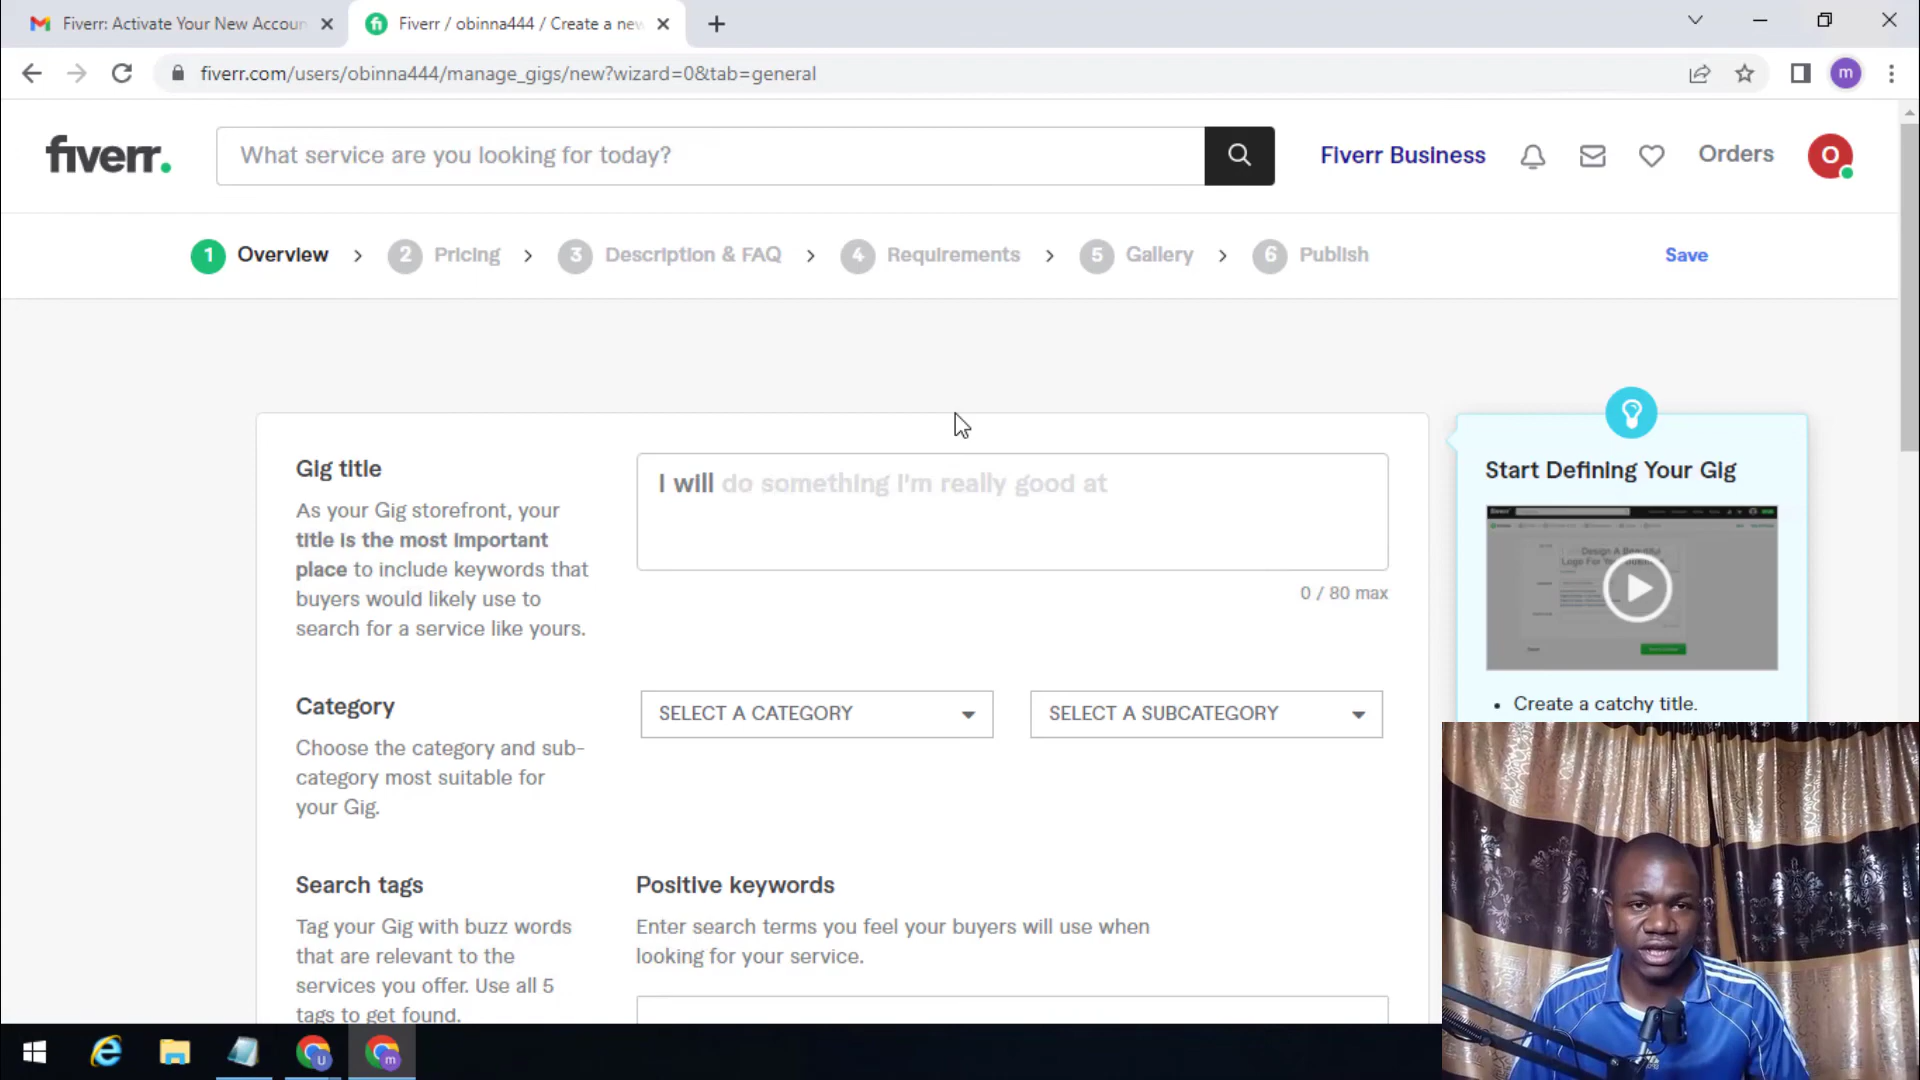 Fiverr: Activate Your New Accoun
Fiverr / obinna444 / Create a new
fiverr.com/users/obinna444/manage_gigs/new?wizard=0&tab=general
m
fiverr.
What service are you looking for today?
Fiverr Business
Orders
O
1 Overview
2 Pricing
3 Description & FAQ
4 Requirements
5 Gallery
6 Publish
Save
Gig title
As your Gig storefront, your
title is the most important
place to include keywords that
buyers would likely use to
search for a service like yours.
I will do something I'm really good at
0 / 80 max
Category
Choose the category and sub-
category most suitable for
your Gig.
SELECT A CATEGORY
SELECT A SUBCATEGORY
Search tags
Tag your Gig with buzz words
that are relevant to the
services you offer. Use all 5
tags to get found.
Positive keywords
Enter search terms you feel your buyers will use when
looking for your service.
Start Defining Your Gig
• Create a catchy title.
U
m